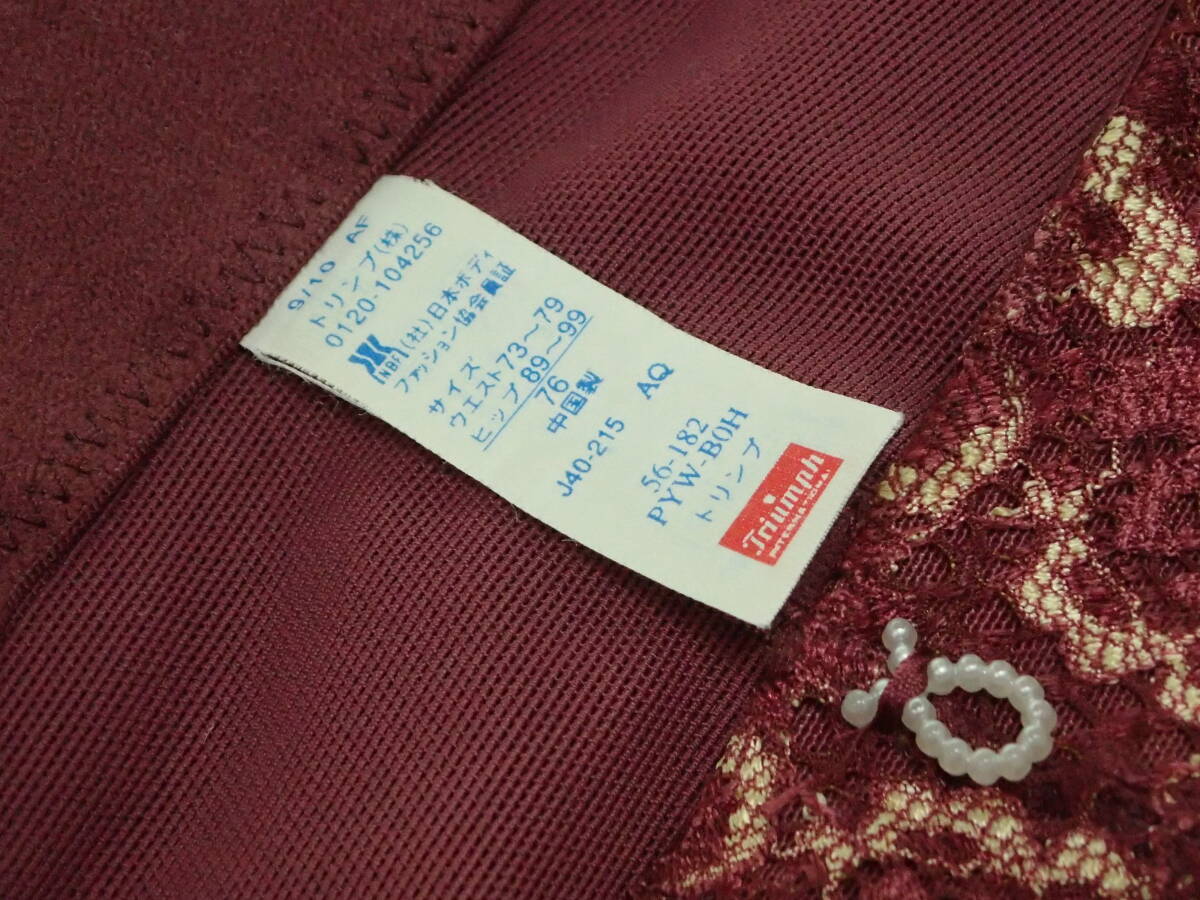 9/10 AF
トリンプ(株)
0120-104256
NBF (社)日本ボディ
ファッション協会員証
サイズ
ウエスト73〜79
ヒップ89〜99
76
中国製
J40-215 AQ
56-182
PYW-B0H
トリンプ
Triumph
INTERNATIONAL